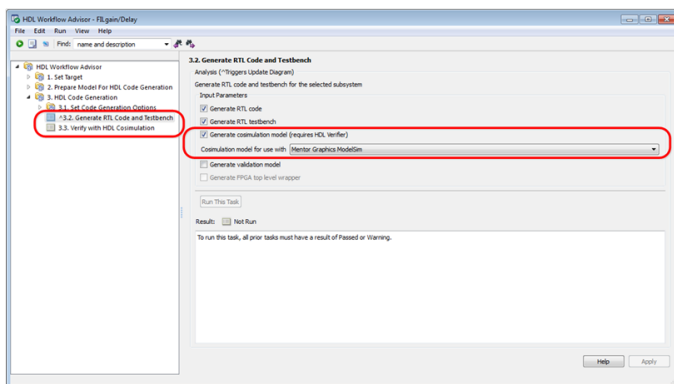 HDL Workflow Advisor - FILgain/Delay
File Edit Run View Help
Find: name and description
HDL Workflow Advisor
1. Set Target
2. Prepare Model For HDL Code Generation
3. HDL Code Generation
3.1. Set Code Generation Options
^3.2. Generate RTL Code and Testbench
3.3. Verify with HDL Cosimulation
3.2. Generate RTL Code and Testbench
Analysis (^Triggers Update Diagram)
Generate RTL code and testbench for the selected subsystem
Input Parameters
Generate RTL code
Generate RTL testbench
Generate cosimulation model (requires HDL Verifier)
Cosimulation model for use with Mentor Graphics ModelSim
Generate validation model
Generate FPGA top level wrapper
Run This Task
Result: Not Run
To run this task, all prior tasks must have a result of Passed or Warning.
Help Apply